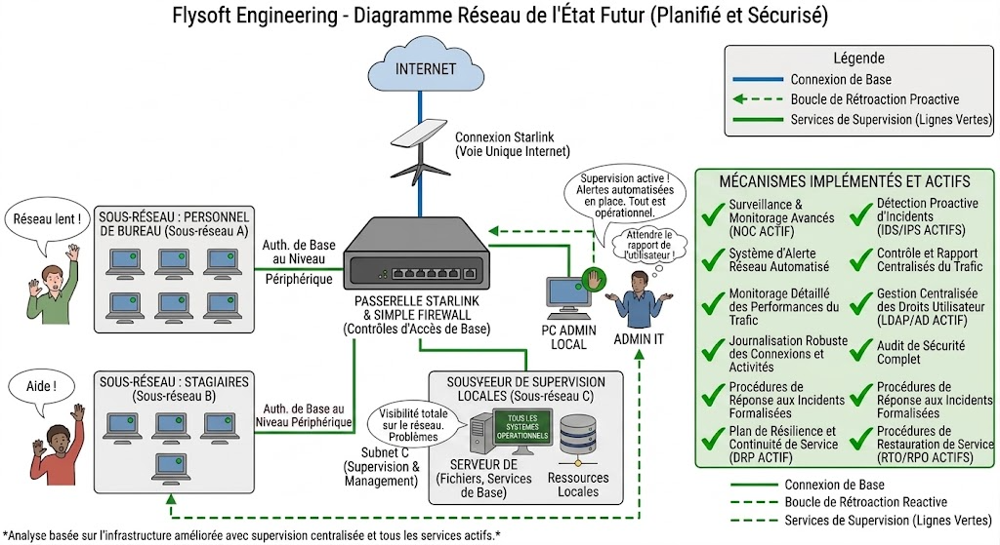 Flysoft Engineering - Diagramme Réseau de l'État Futur (Planifié et Sécurisé)
INTERNET
Connexion Starlink
(Voie Unique Internet)
Légende
Connexion de Base
Boucle de Rétroaction Proactive
Services de Supervision (Lignes Vertes)
Réseau lent !
SOUS-RÉSEAU : PERSONNEL
DE BUREAU (Sous-réseau A)
Auth. de Base
au Niveau
Périphérique
PASSERELLE STARLINK
& SIMPLE FIREWALL
(Contrôles d'Accès de Base)
Supervision active !
Alertes automatisées
en place. Tout est
opérationnel.
Attendre le
rapport de
l'utilisateur !
PC ADMIN
LOCAL
ADMIN IT
Aide !
SOUS-RÉSEAU : STAGIAIRES
(Sous-réseau B)
Auth. de Base au
Niveau Périphérique
Subnet C
(Supervision &
Management)
SOUSVEEUR DE SUPERVISION
LOCALES (Sous-réseau C)
Visibilité totale
sur le réseau.
Problèmes
TOUS LES
SYSTEMES
OPERATIONNELS
SERVEUR DE
(Fichiers, Services
de Base)
Ressources
Locales
MÉCANISMES IMPLÉMENTÉS ET ACTIFS
Surveillance &
Monitorage Avancés
(NOC ACTIF)
Détection Proactive
d'Incidents
(IDS/IPS ACTIFS)
Système d'Alerte
Réseau Automatisé
Contrôle et Rapport
Centralisés du Trafic
Monitorage Détaillé
des Performances du
Trafic
Gestion Centralisée
des Droits Utilisateur
(LDAP/AD ACTIF)
Journalisation Robuste
des Connexions et
Activités
Audit de Sécurité
Complet
Procédures de
Réponse aux Incidents
Formalisées
Procédures de
Réponse aux Incidents
Formalisées
Plan de Résilience et
Continuité de Service
(DRP ACTIF)
Procédures de
Restauration de Service
(RTO/RPO ACTIFS)
Connexion de Base
Boucle de Rétroaction Reactive
Services de Supervision (Lignes Vertes)
*Analyse basée sur l'infrastructure améliorée avec supervision centralisée et tous les services actifs.*